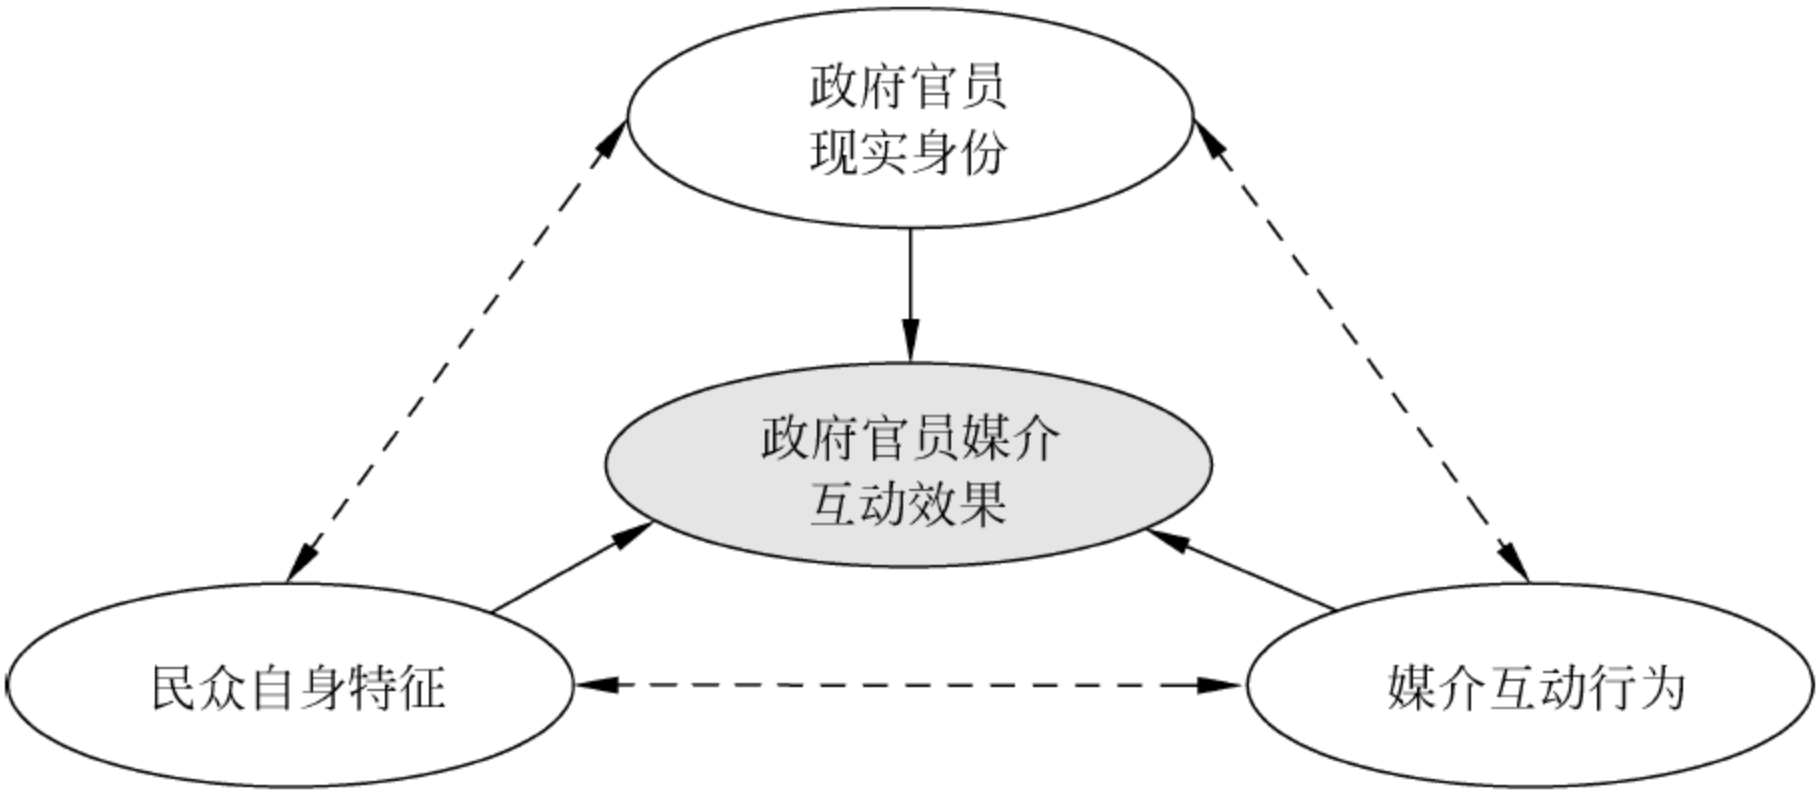 政府官员
现实身份
政府官员媒介
互动效果
民众自身特征
媒介互动行为